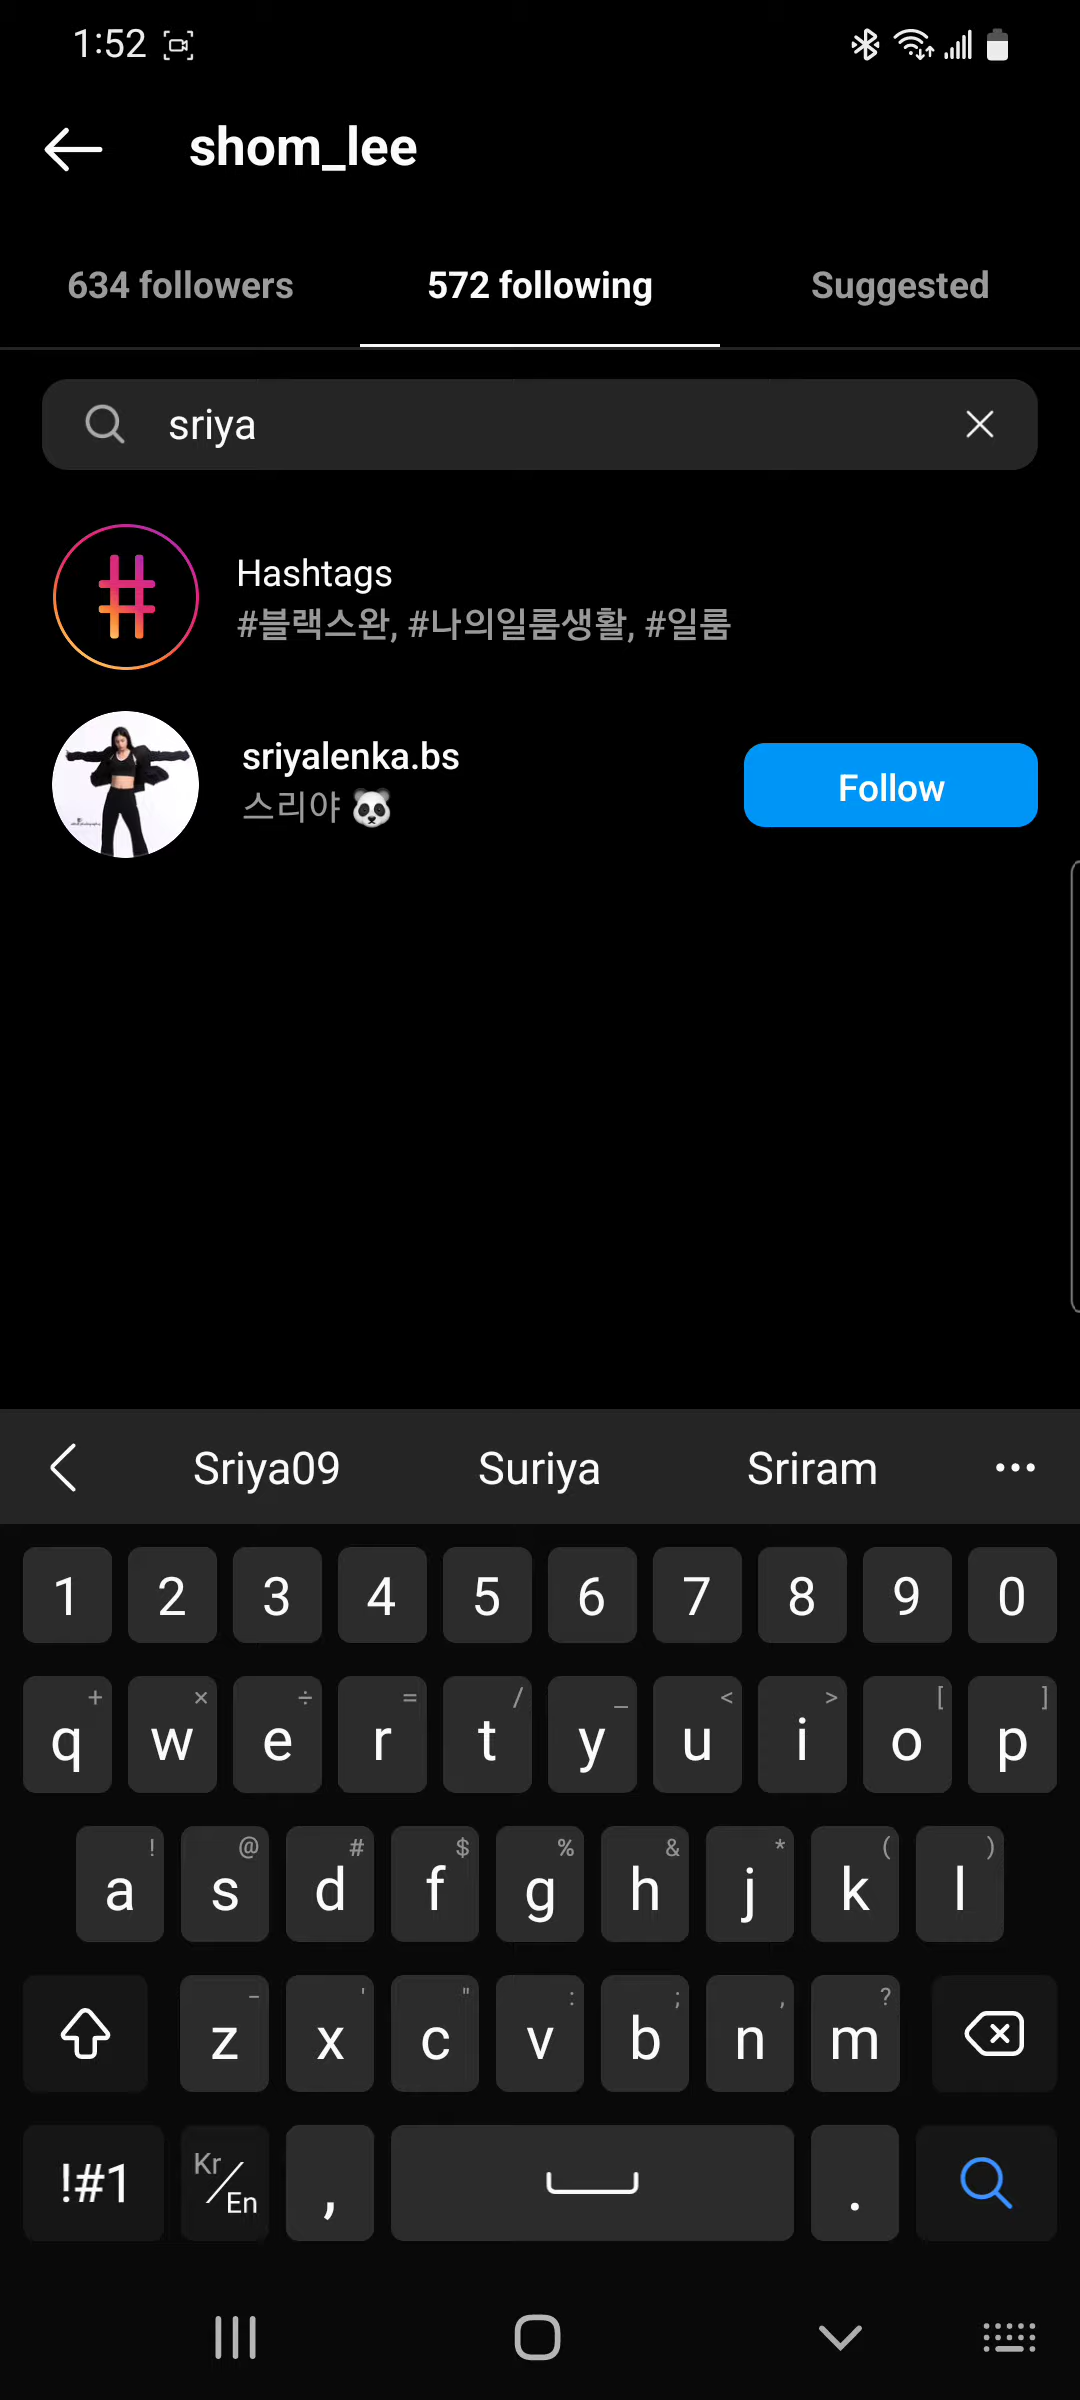 1:52
shom_lee
634 followers
572 following
Suggested
sriya
Hashtags
#블랙스완, #나의일룸생활, #일룸
sriyalenka.bs
스리야 🐼
Follow
Sriya09
Suriya
Sriram
1 2 3 4 5 6 7 8 9 0
+ × ÷ = / _ < > [ ]
q w e r t y u i o p
! @ # $ % & * ( )
a s d f g h j k l
- ' " : ; , ?
z x c v b n m
!#1 Kr/En , .